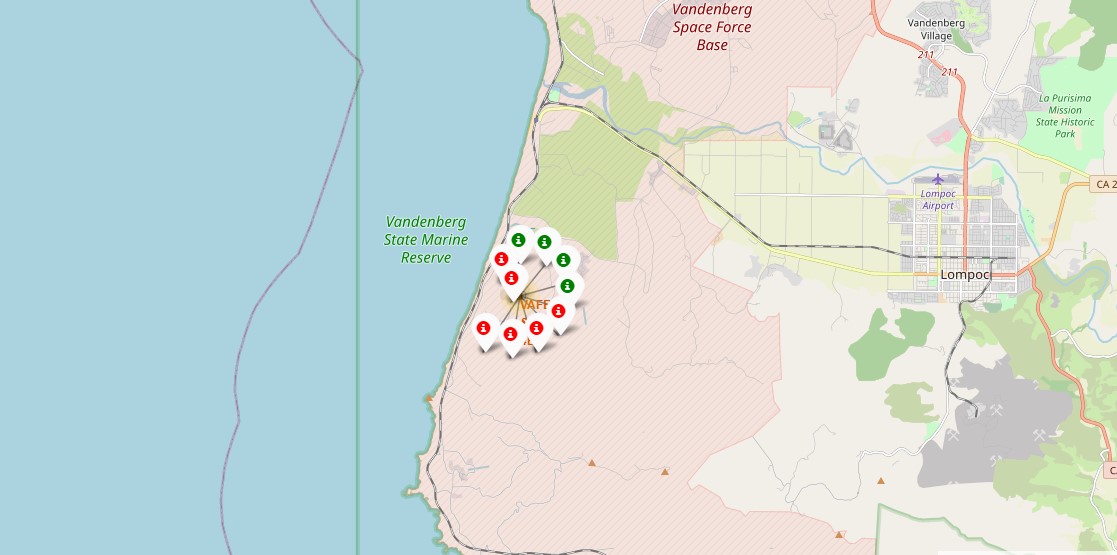 Vandenberg
Space Force
Base
Vandenberg
Village
211
211
La Purisima
Mission
State Historic
Park
CA 2
Lompoc
Airport
Vandenberg
State Marine
Reserve
Lompoc
VAFF
S
C